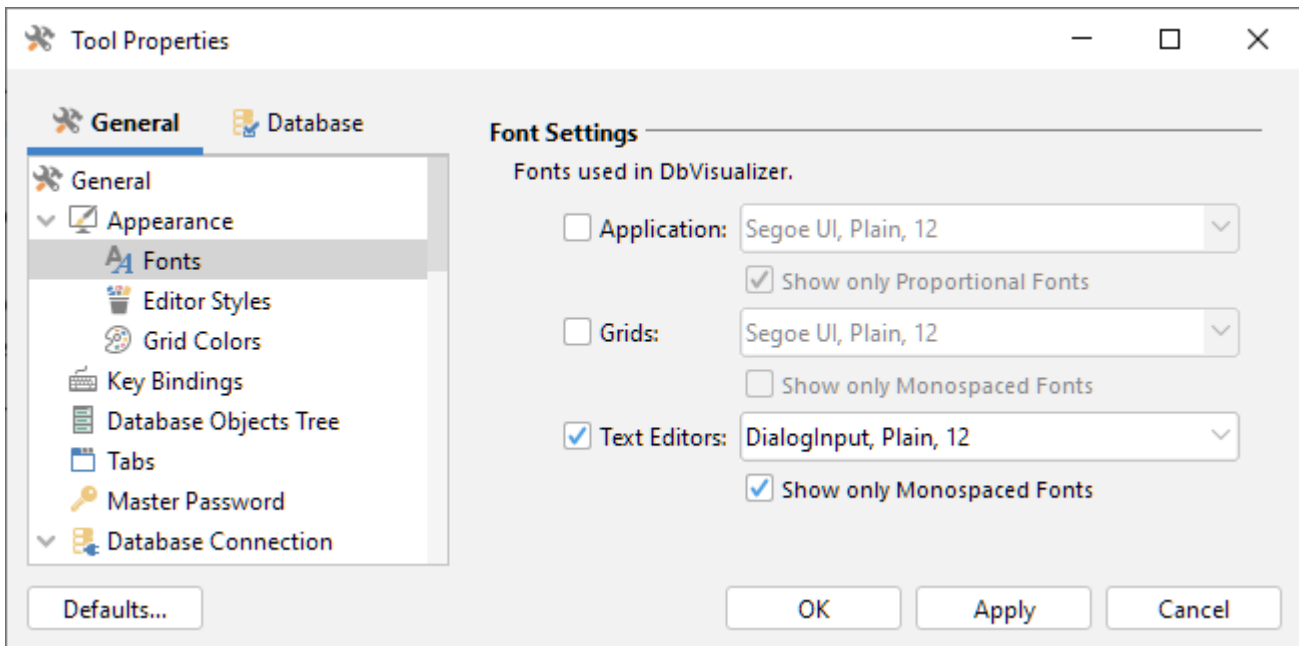 Tool Properties
General
Database
General
Appearance
Fonts
Editor Styles
Grid Colors
Key Bindings
Database Objects Tree
Tabs
Master Password
Database Connection
Font Settings
Fonts used in DbVisualizer.
Application: Segoe UI, Plain, 12
Show only Proportional Fonts
Grids: Segoe UI, Plain, 12
Show only Monospaced Fonts
Text Editors: DialogInput, Plain, 12
Show only Monospaced Fonts
Defaults...
OK
Apply
Cancel